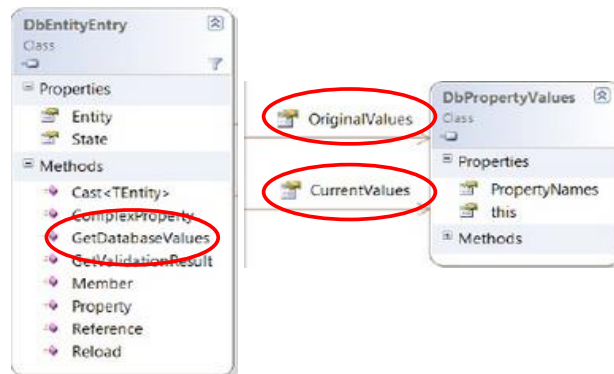 DbEntityEntry
Class
Properties
Entity
State
Methods
Cast<TEntity>
ComplexProperty
GetDatabaseValues
GetValidationResult
Member
Property
Reference
Reload
OriginalValues
CurrentValues
DbPropertyValues
Class
Properties
PropertyNames
this
Methods